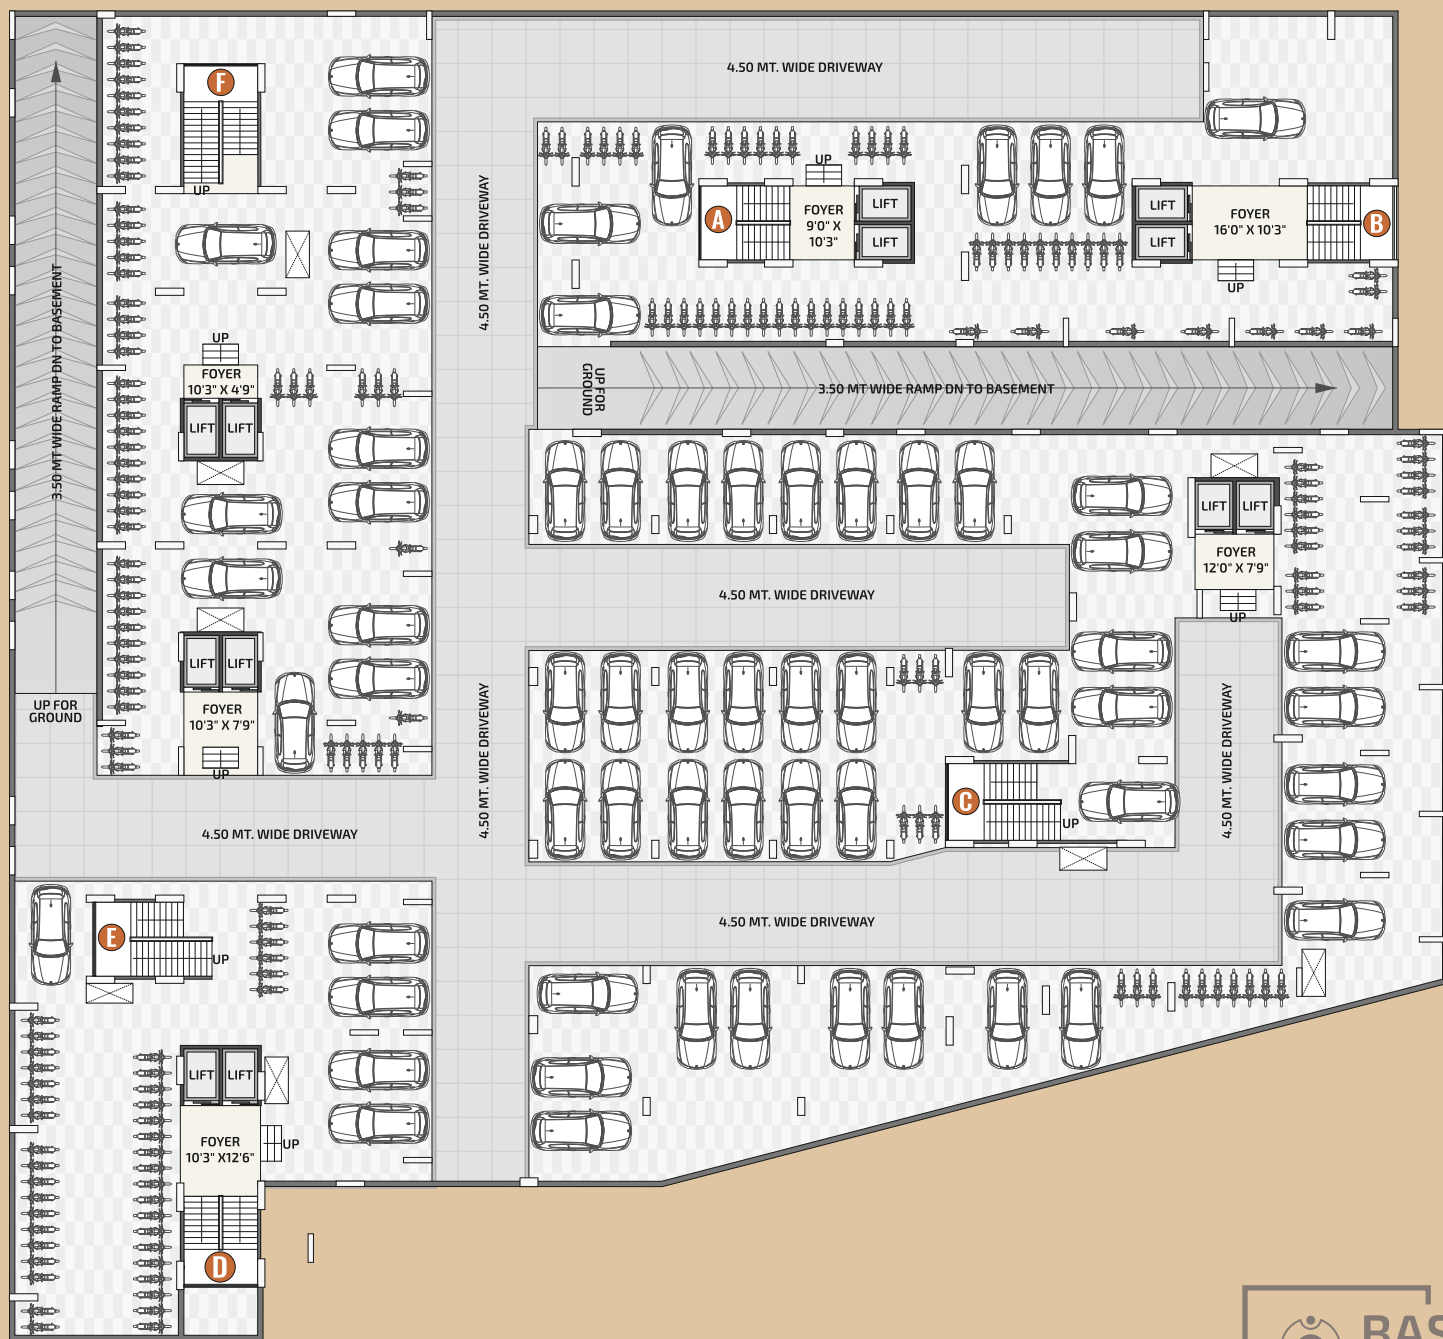 4.50 MT. WIDE DRIVEWAY
F
UP
4.50 MT. WIDE DRIVEWAY
UP
A
FOYER
9'0" X
10'3"
LIFT
LIFT
LIFT
LIFT
FOYER
16'0" X 10'3"
B
UP
3.50 MT WIDE RAMP DN TO BASEMENT
UP
FOYER
10'3" X 4'9"
LIFT
LIFT
UP FOR
GROUND
3.50 MT WIDE RAMP DN TO BASEMENT
LIFT
LIFT
FOYER
12'0" X 7'9"
UP
4.50 MT. WIDE DRIVEWAY
LIFT
LIFT
FOYER
10'3" X 7'9"
UP
UP FOR
GROUND
4.50 MT. WIDE DRIVEWAY
4.50 MT. WIDE DRIVEWAY
C
UP
4.50 MT. WIDE DRIVEWAY
4.50 MT. WIDE DRIVEWAY
E
UP
LIFT
LIFT
FOYER
10'3" X12'6"
UP
D
BAS